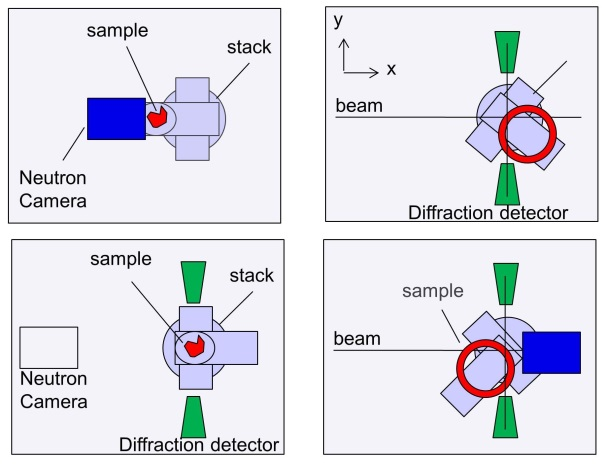 sample
stack
Neutron
Camera
y
x
beam
Diffraction detector
sample
stack
Neutron
Camera
Diffraction detector
sample
beam